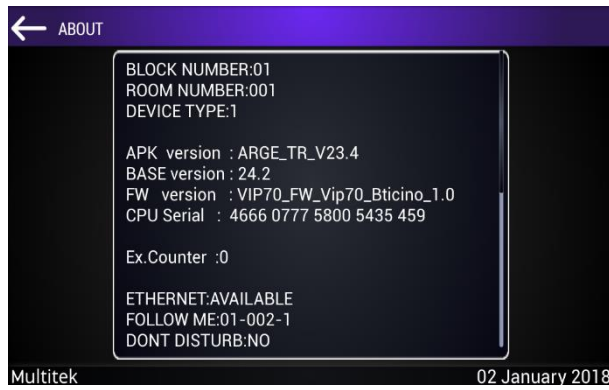 ABOUT
BLOCK NUMBER:01
ROOM NUMBER:001
DEVICE TYPE:1
APK version : ARGE_TR_V23.4
BASE version : 24.2
FW version : VIP70_FW_Vip70_Bticino_1.0
CPU Serial : 4666 0777 5800 5435 459
Ex.Counter :0
ETHERNET:AVAILABLE
FOLLOW ME:01-002-1
DONT DISTURB:NO
Multitek
02 January 2018